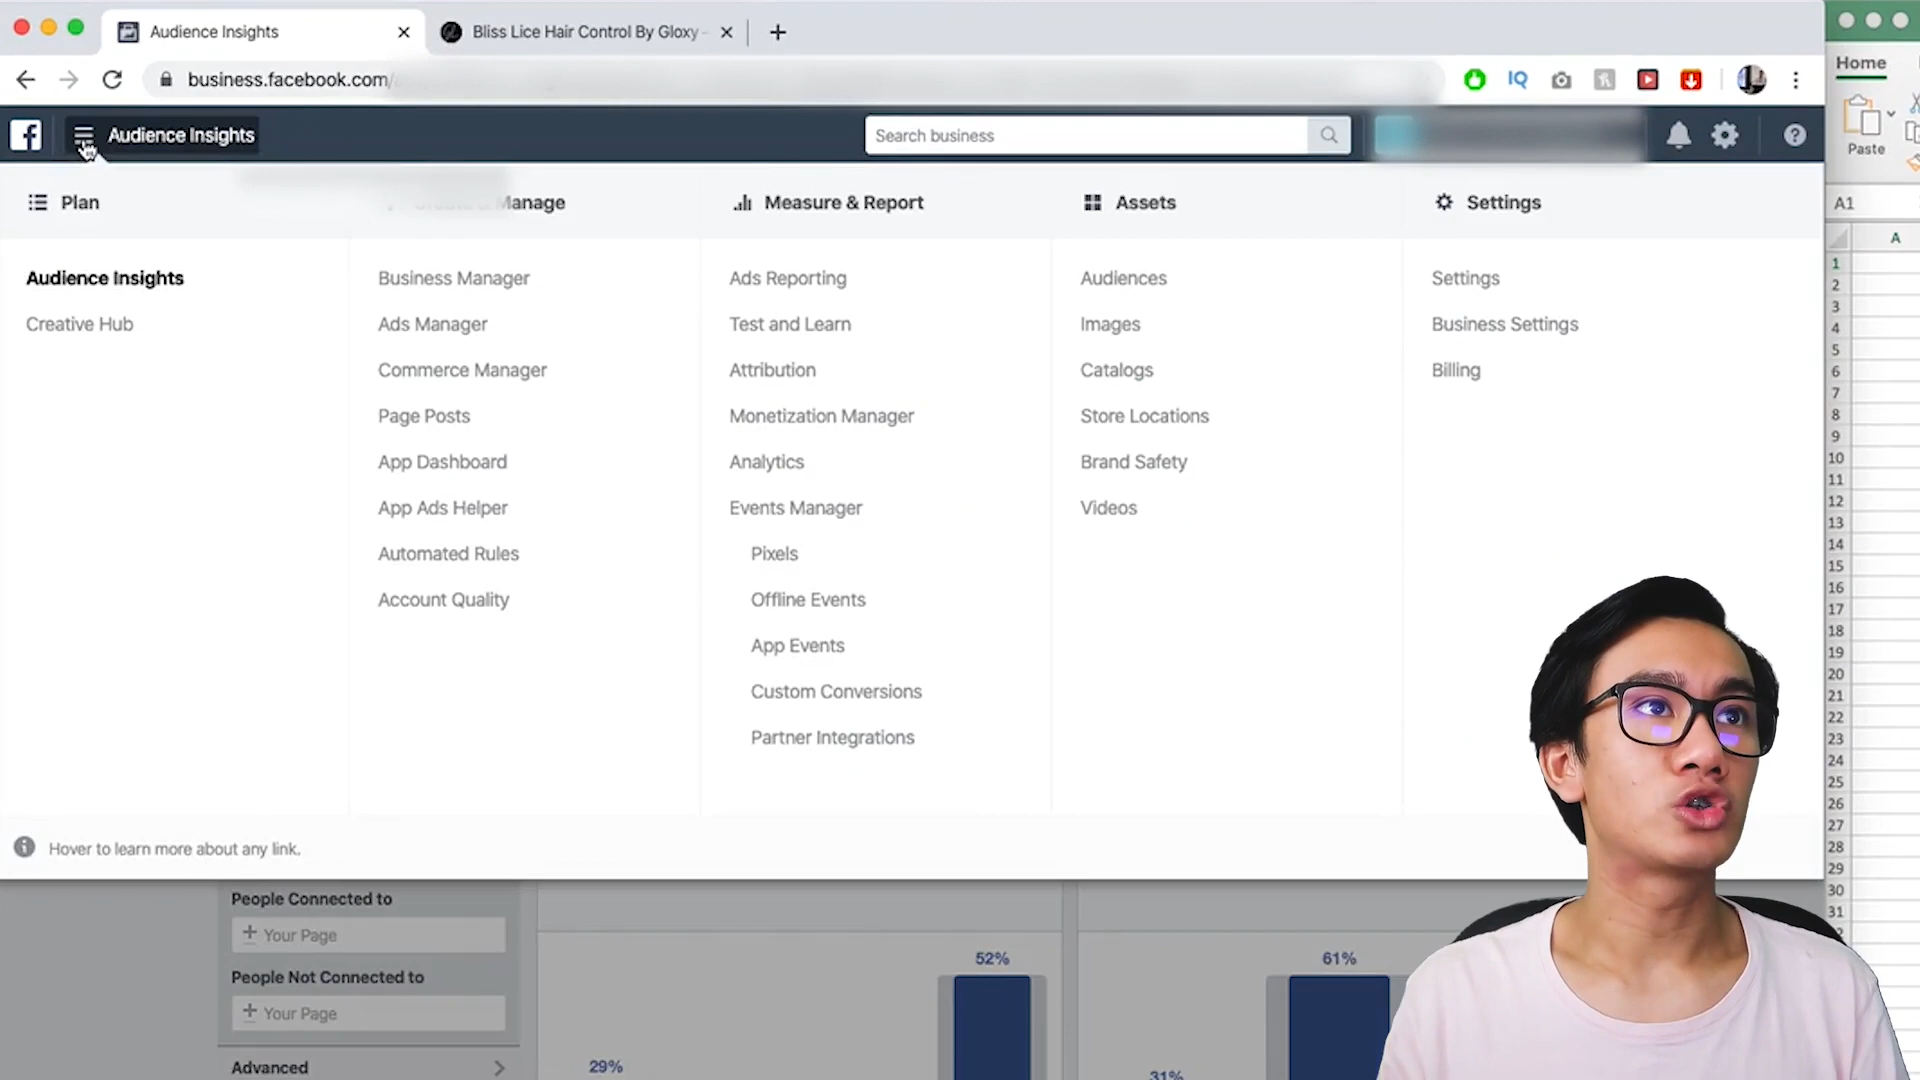 Audience Insights
Bliss Lice Hair Control By Gloxy -
business.facebook.com/
Audience Insights
Search business
Plan
Manage
Measure & Report
Assets
Settings
Audience Insights
Creative Hub
Business Manager
Ads Manager
Commerce Manager
Page Posts
App Dashboard
App Ads Helper
Automated Rules
Account Quality
Ads Reporting
Test and Learn
Attribution
Monetization Manager
Analytics
Events Manager
Pixels
Offline Events
App Events
Custom Conversions
Partner Integrations
Audiences
Images
Catalogs
Store Locations
Brand Safety
Videos
Settings
Business Settings
Billing
Hover to learn more about any link.
People Connected to
+ Your Page
People Not Connected to
+ Your Page
Advanced
52%
29%
61%
31%
Home
Paste
A1
A
1
2
3
4
5
6
7
8
9
10
11
12
13
14
15
16
17
18
19
20
21
22
23
24
25
26
27
28
29
30
31
IQ